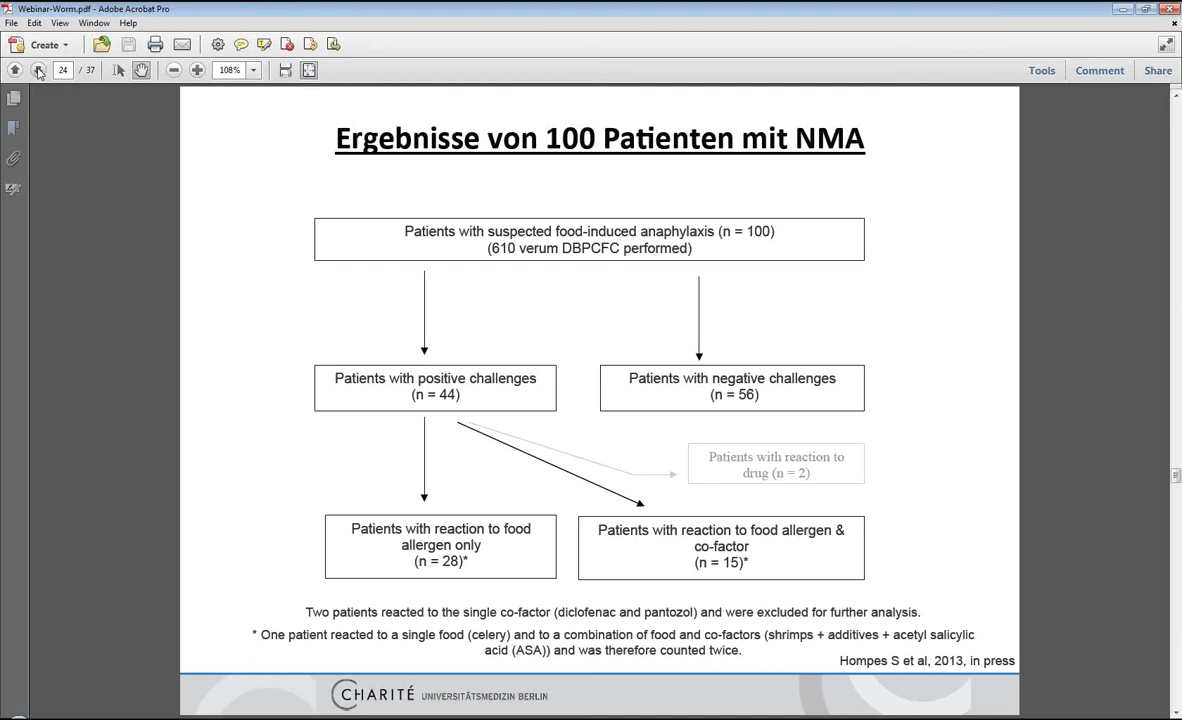 Webinar-Worm.pdf - Adobe Acrobat Pro
File Edit View Window Help
Create
24 / 37 108% Tools Comment Share
Ergebnisse von 100 Patienten mit NMA
Patients with suspected food-induced anaphylaxis (n = 100)
(610 verum DBPCFC performed)
Patients with positive challenges
(n = 44)
Patients with negative challenges
(n = 56)
Patients with reaction to
drug (n = 2)
Patients with reaction to food
allergen only
(n = 28)*
Patients with reaction to food allergen &
co-factor
(n = 15)*
Two patients reacted to the single co-factor (diclofenac and pantozol) and were excluded for further analysis.
* One patient reacted to a single food (celery) and to a combination of food and co-factors (shrimps + additives + acetyl salicylic
acid (ASA)) and was therefore counted twice.
Hompes S et al, 2013, in press
CHARITÉ UNIVERSITÄTSMEDIZIN BERLIN